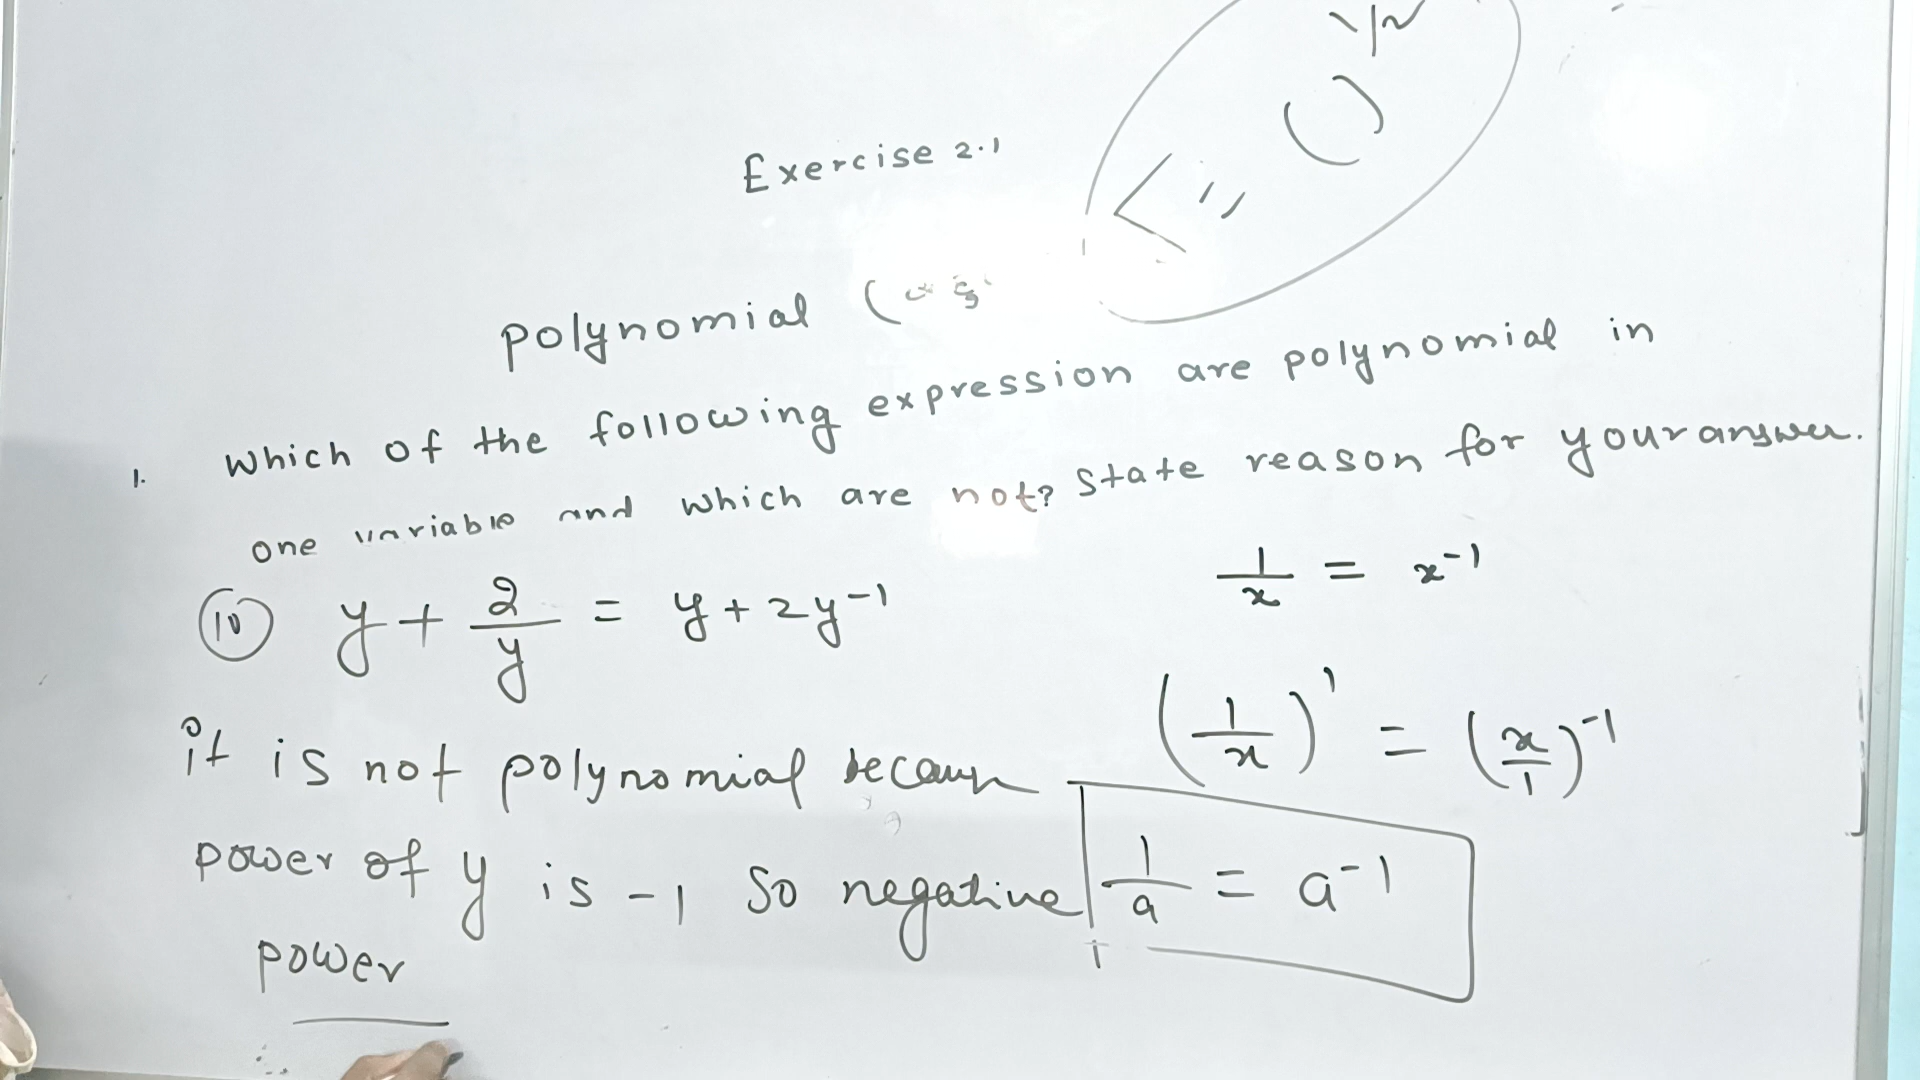 Exercise 2.1
polynomial (
1. Which of the following expression are polynomial in
one variable and which are not? State reason for your answer.
(iv) y + 2/y = y + 2y⁻¹
1/x = x⁻¹
(1/x)¹ = (x/1)⁻¹
it is not polynomial because
power of y is -1 So negative
power
1/a = a⁻¹